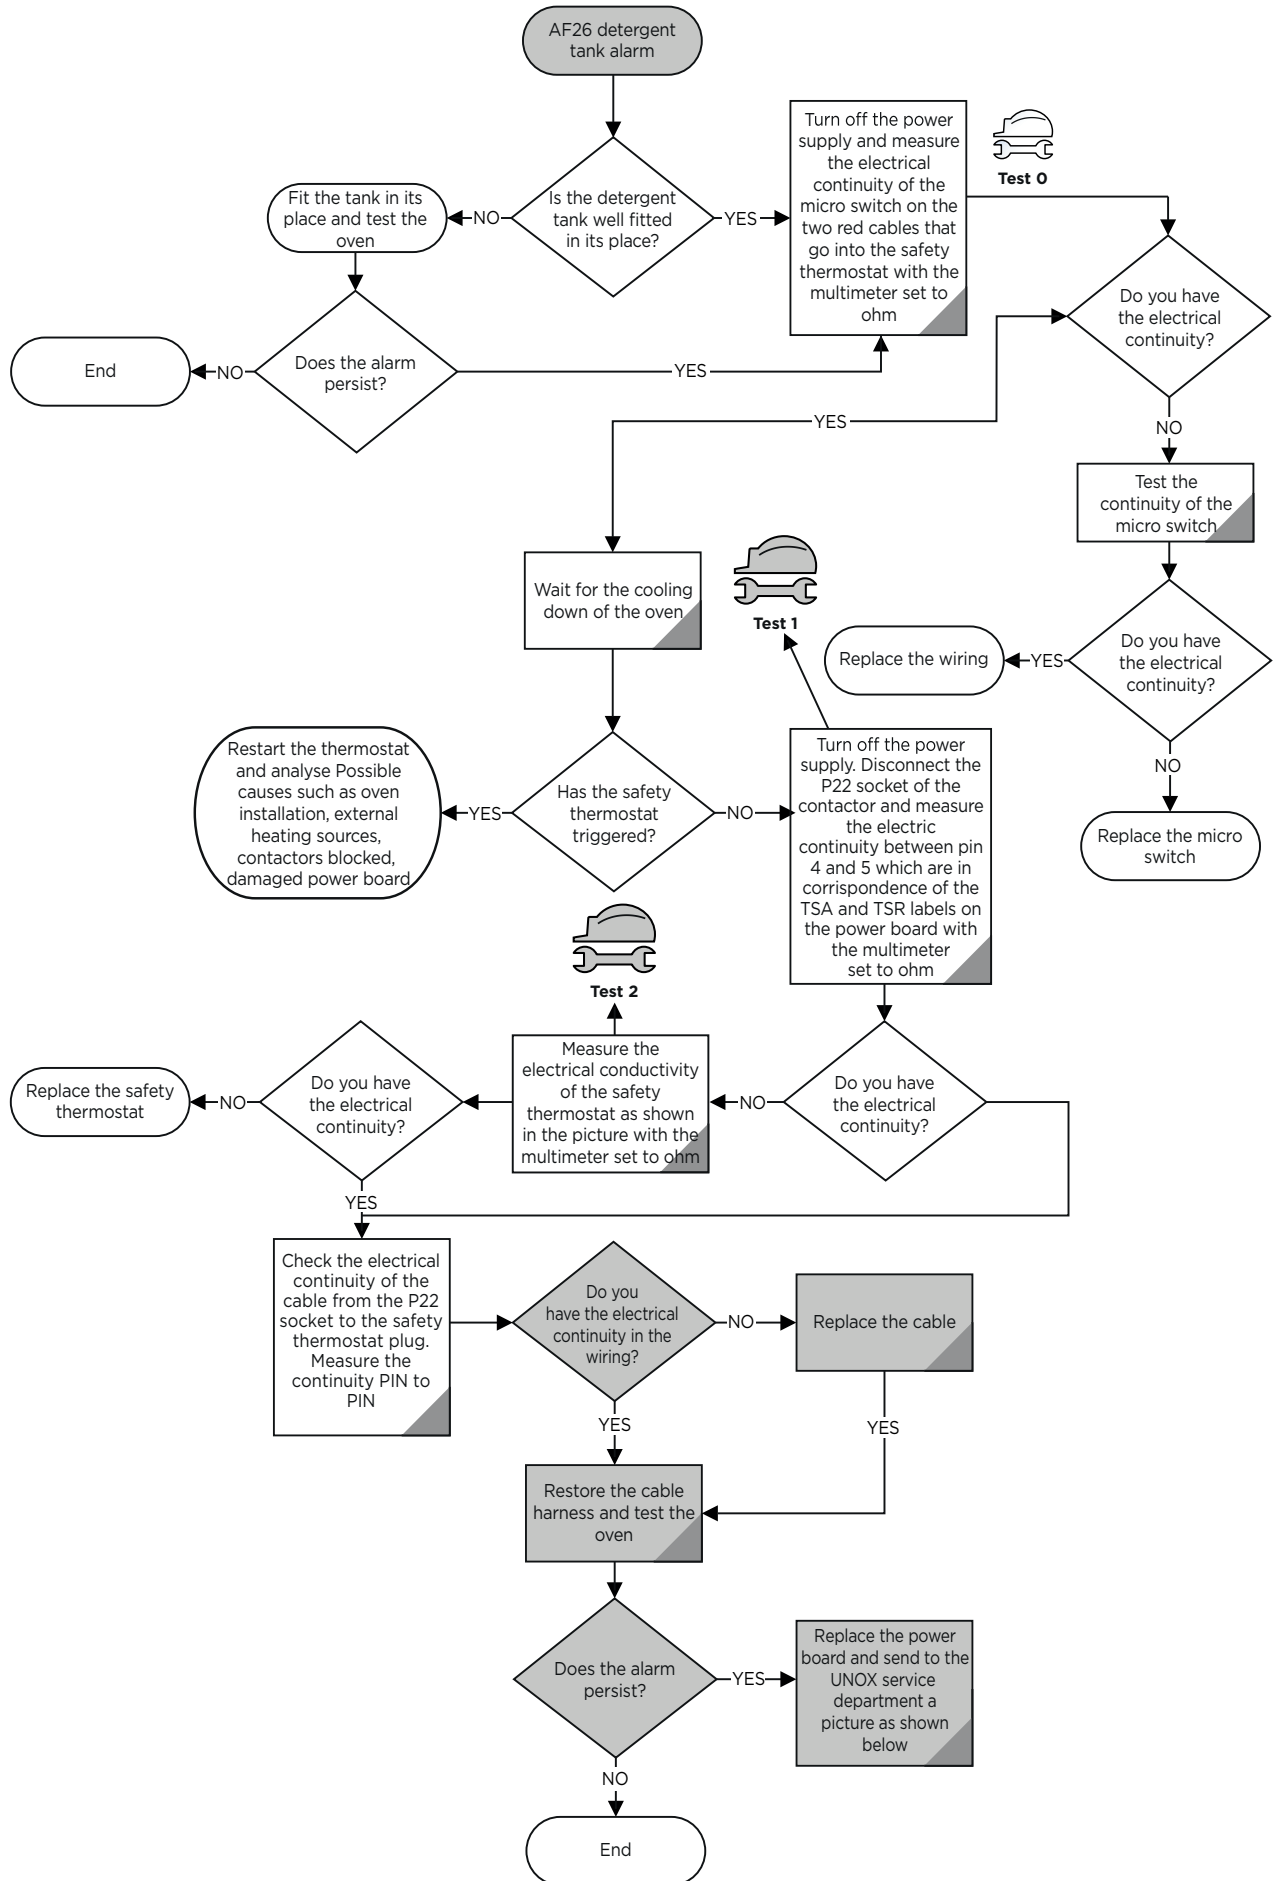 AF26 detergent
tank alarm
Turn off the power
supply and measure
the electrical
continuity of the
micro switch on the
two red cables that
go into the safety
thermostat with the
multimeter set to
ohm
Test 0
Is the detergent
tank well fitted
in its place?
NO
YES
Fit the tank in its
place and test the
oven
Do you have
the electrical
continuity?
Does the alarm
persist?
NO
End
YES
YES
NO
Test the
continuity of the
micro switch
Wait for the cooling
down of the oven
Test 1
Do you have
the electrical
continuity?
YES
Replace the wiring
NO
Replace the micro
switch
Has the safety
thermostat
triggered?
YES
Restart the thermostat
and analyse Possible
causes such as oven
installation, external
heating sources,
contactors blocked,
damaged power board
NO
Turn off the power
supply. Disconnect the
P22 socket of the
contactor and measure
the electric
continuity between pin
4 and 5 which are in
corrispondence of the
TSA and TSR labels on
the power board with
the multimeter
set to ohm
Test 2
Do you have
the electrical
continuity?
NO
Measure the
electrical conductivity
of the safety
thermostat as shown
in the picture with the
multimeter set to ohm
Do you have
the electrical
continuity?
NO
Replace the safety
thermostat
YES
Check the electrical
continuity of the
cable from the P22
socket to the safety
thermostat plug.
Measure the
continuity PIN to
PIN
Do you
have the electrical
continuity in the
wiring?
NO
Replace the cable
YES
YES
Restore the cable
harness and test the
oven
Does the alarm
persist?
YES
Replace the power
board and send to the
UNOX service
department a
picture as shown
below
NO
End